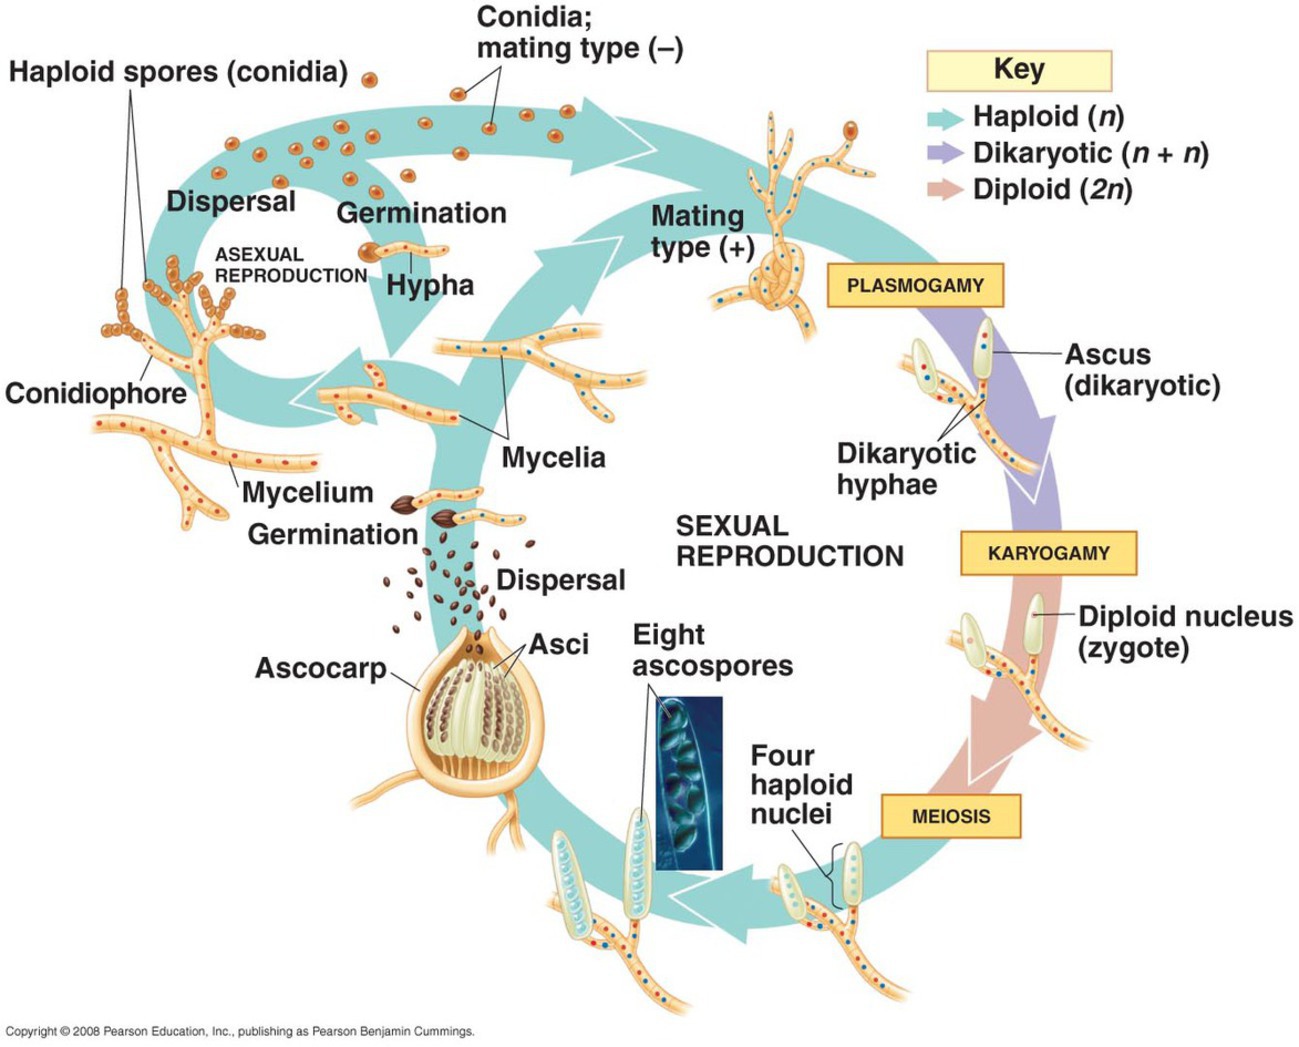 Conidia;
mating type (–)
Haploid spores (conidia)
Key
Haploid (n)
Dikaryotic (n + n)
Diploid (2n)
Dispersal
Germination
ASEXUAL
REPRODUCTION
Hypha
Mating
type (+)
PLASMOGAMY
Ascus
(dikaryotic)
Conidiophore
Dikaryotic
hyphae
Mycelia
Mycelium
Germination
SEXUAL
REPRODUCTION
KARYOGAMY
Dispersal
Diploid nucleus
(zygote)
Asci
Eight
ascospores
Ascocarp
Four
haploid
nuclei
MEIOSIS
Copyright © 2008 Pearson Education, Inc., publishing as Pearson Benjamin Cummings.